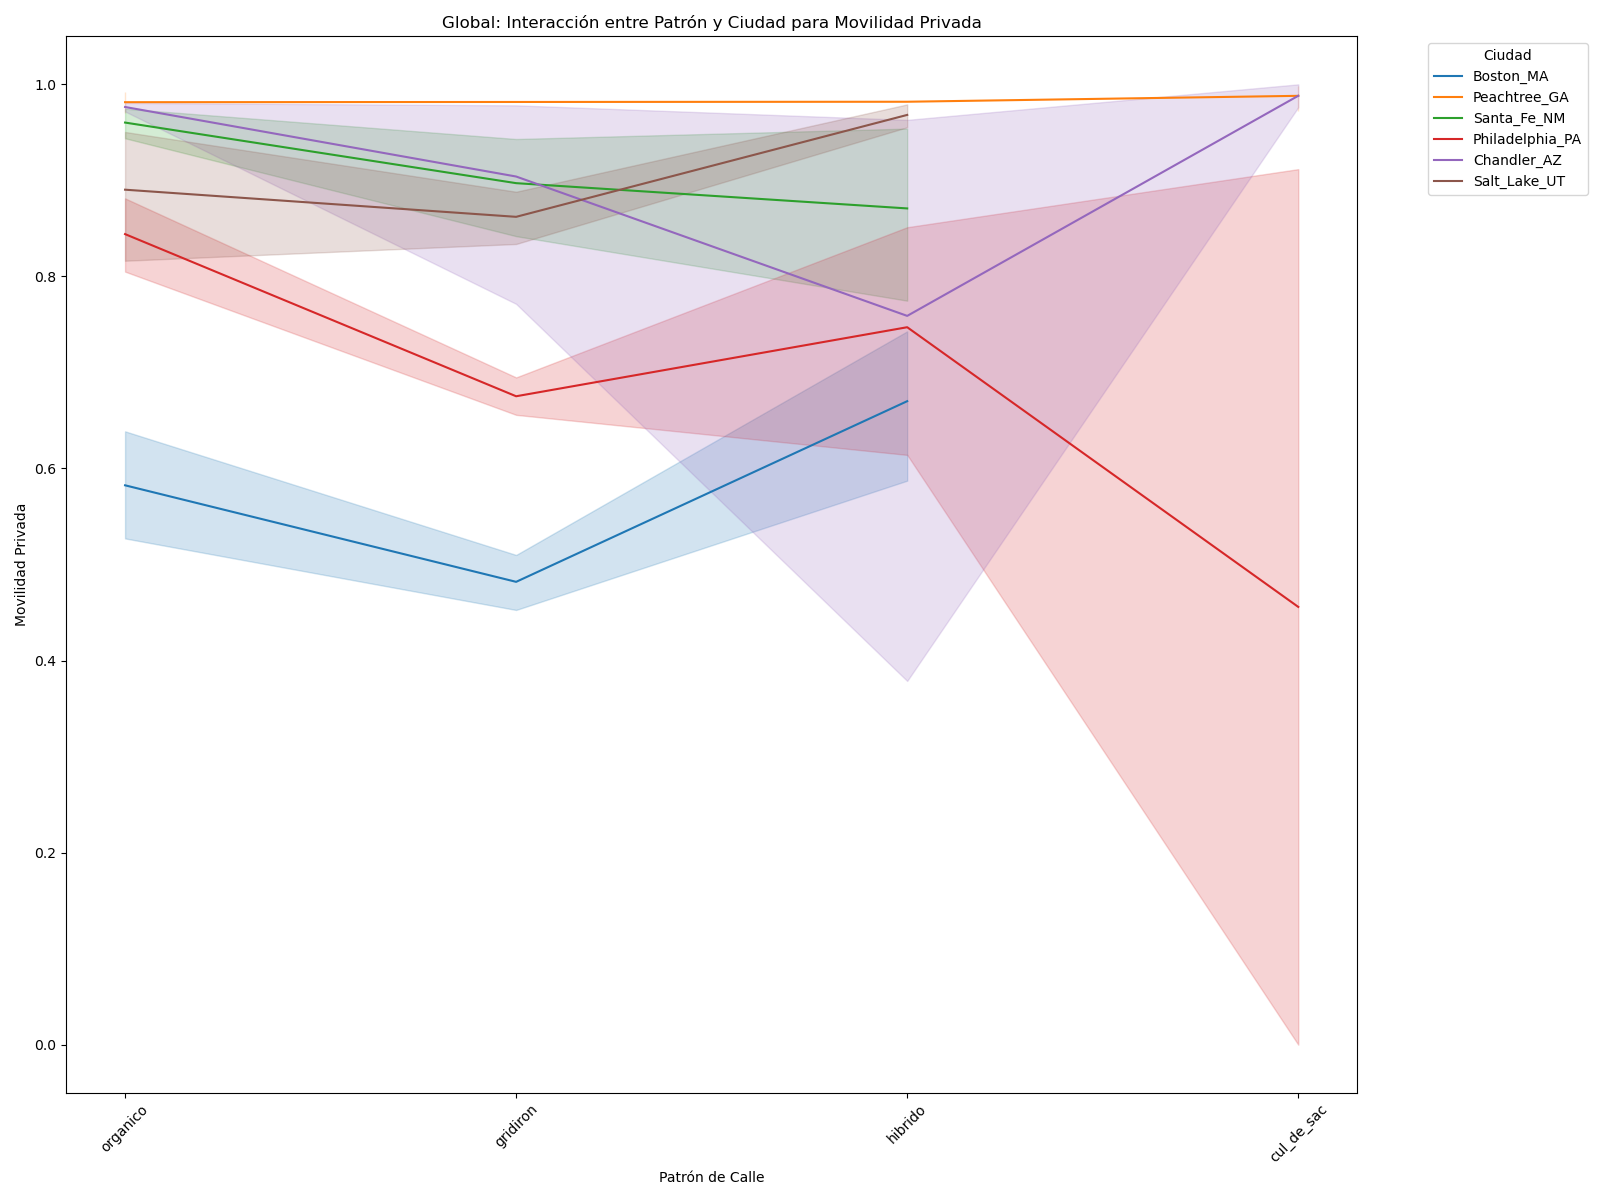 Global: Interacción entre Patrón y Ciudad para Movilidad Privada
Ciudad
Boston_MA
Peachtree_GA
Santa_Fe_NM
Philadelphia_PA
Chandler_AZ
Salt_Lake_UT
Movilidad Privada
1.0
0.8
0.6
0.4
0.2
0.0
organico
gridiron
hibrido
cul_de_sac
Patrón de Calle